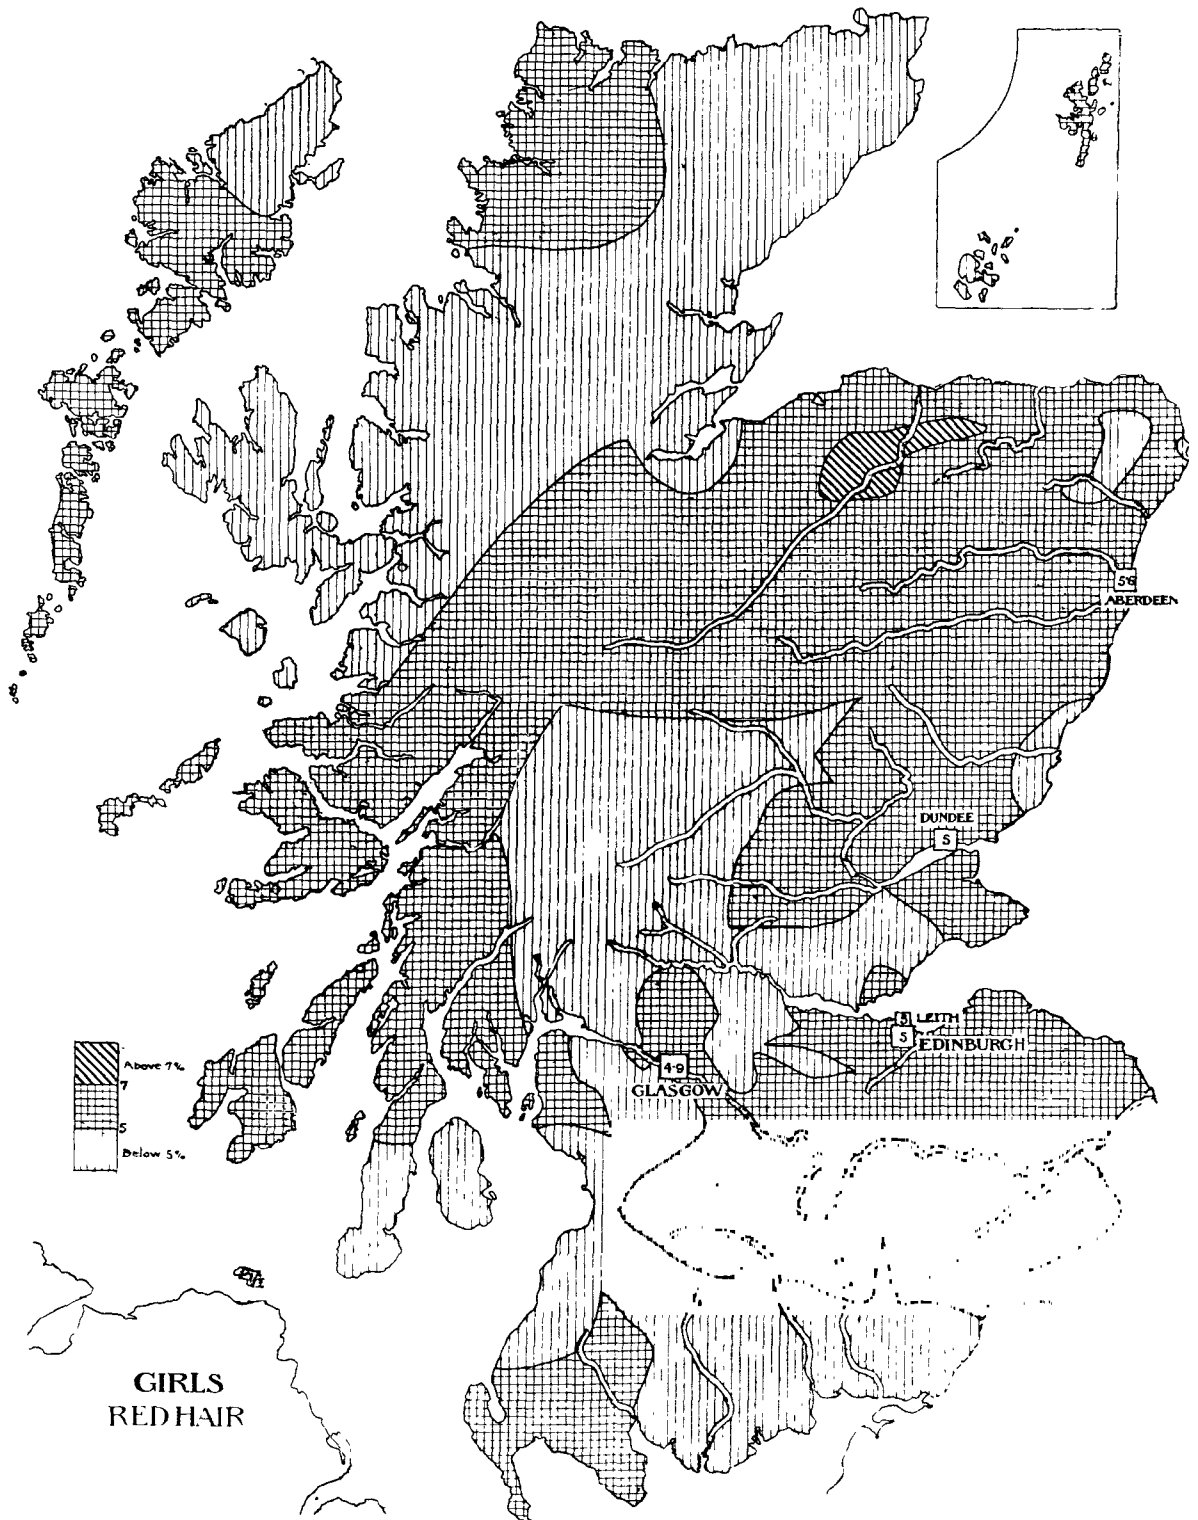 5·6
ABERDEEN
DUNDEE
5
5 LEITH
5 EDINBURGH
4·9
GLASGOW
Above 7%
7
5
Below 5%
GIRLS
RED HAIR